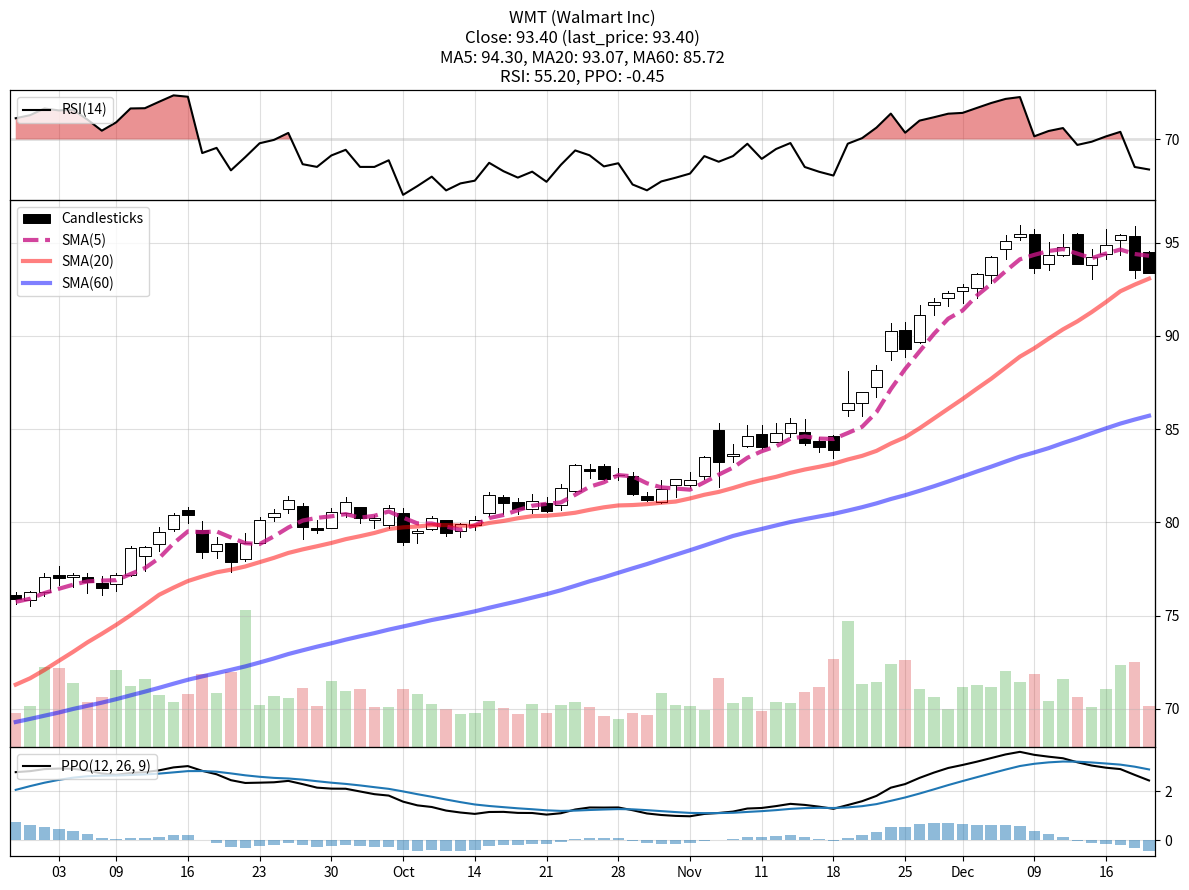 WMT (Walmart Inc)
Close: 93.40 (last_price: 93.40)
MA5: 94.30, MA20: 93.07, MA60: 85.72
RSI: 55.20, PPO: -0.45
RSI(14)
70
Candlesticks
SMA(5)
SMA(20)
SMA(60)
95
90
85
80
75
70
PPO(12, 26, 9)
2
0
03 09 16 23 30 Oct 14 21 28 Nov 11 18 25 Dec 09 16